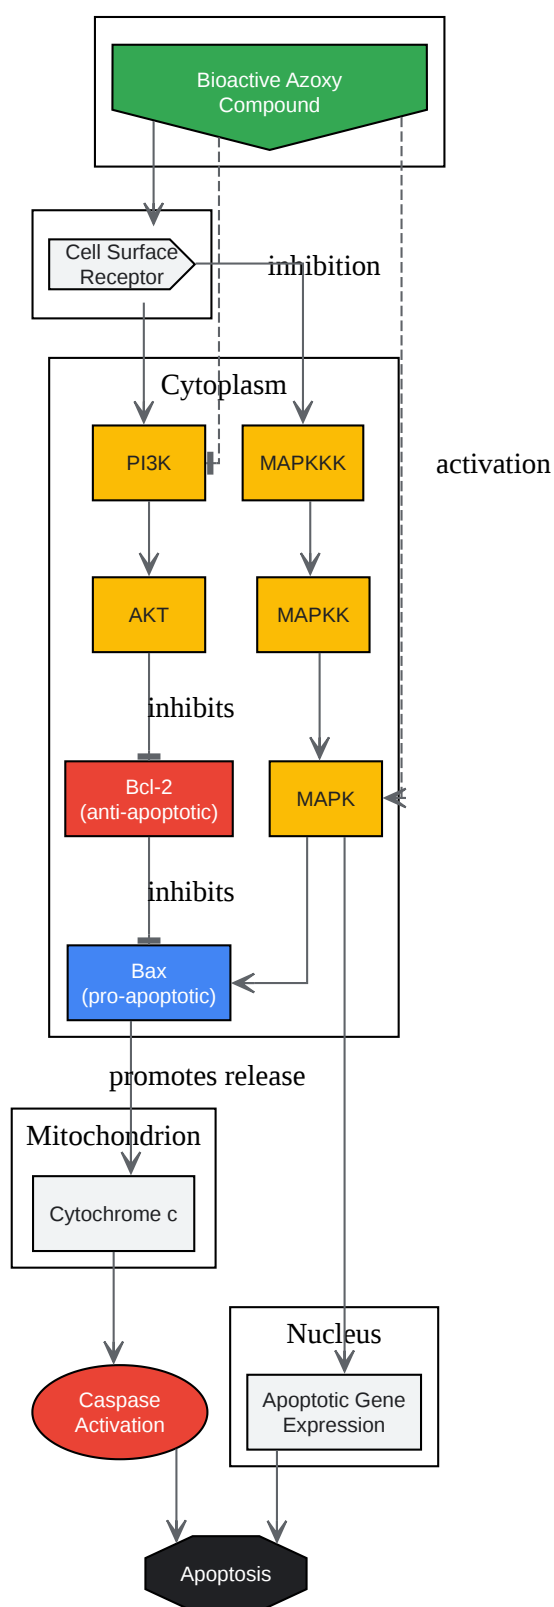 Bioactive Azoxy
Compound
Cell Surface
Receptor
inhibition
Cytoplasm
PI3K
MAPKKK
activation
AKT
MAPKK
inhibits
Bcl-2
(anti-apoptotic)
MAPK
inhibits
Bax
(pro-apoptotic)
promotes release
Mitochondrion
Cytochrome c
Nucleus
Caspase
Activation
Apoptotic Gene
Expression
Apoptosis